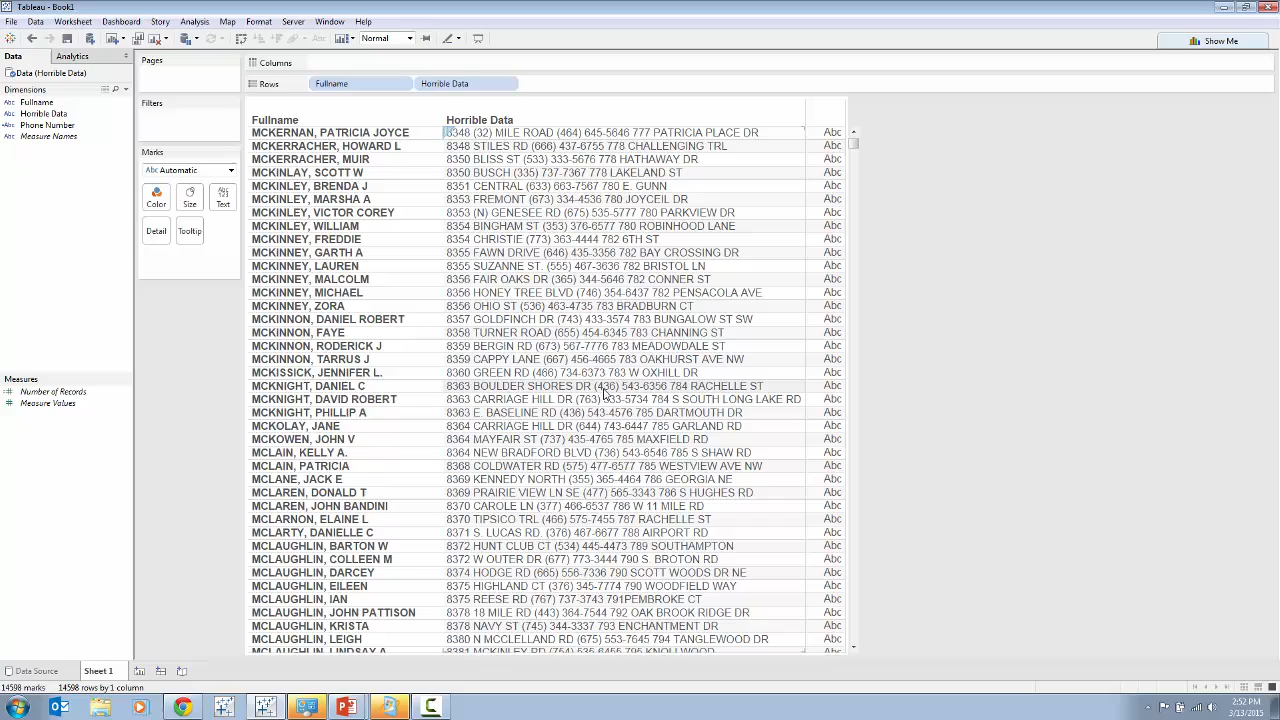 Tableau - Book1
File Data Worksheet Dashboard Story Analysis Map Format Server Window Help
Normal
Show Me
Data Analytics
Data (Horrible Data)
Dimensions
Abc Fullname
Abc Horrible Data
Abc Phone Number
Abc Measure Names
Measures
Number of Records
Measure Values
Pages
Filters
Marks
Abc Automatic
Color Size Text
Detail Tooltip
Columns
Rows Fullname Horrible Data
Fullname Horrible Data
MCKERNAN, PATRICIA JOYCE 8348 (32) MILE ROAD (464) 645-5646 777 PATRICIA PLACE DR Abc
MCKERRACHER, HOWARD L 8348 STILES RD (666) 437-6755 778 CHALLENGING TRL Abc
MCKERRACHER, MUIR 8350 BLISS ST (533) 333-5676 778 HATHAWAY DR Abc
MCKINLAY, SCOTT W 8350 BUSCH (335) 737-7367 778 LAKELAND ST Abc
MCKINLEY, BRENDA J 8351 CENTRAL (633) 663-7567 780 E. GUNN Abc
MCKINLEY, MARSHA A 8353 FREMONT (673) 334-4536 780 JOYCEIL DR Abc
MCKINLEY, VICTOR COREY 8353 (N) GENESEE RD (675) 535-5777 780 PARKVIEW DR Abc
MCKINLEY, WILLIAM 8354 BINGHAM ST (353) 376-6577 780 ROBINHOOD LANE Abc
MCKINNEY, FREDDIE 8354 CHRISTIE (773) 363-4444 782 6TH ST Abc
MCKINNEY, GARTH A 8355 FAWN DRIVE (646) 435-3356 782 BAY CROSSING DR Abc
MCKINNEY, LAUREN 8355 SUZANNE ST. (555) 467-3636 782 BRISTOL LN Abc
MCKINNEY, MALCOLM 8356 FAIR OAKS DR (365) 344-5646 782 CONNER ST Abc
MCKINNEY, MICHAEL 8356 HONEY TREE BLVD (746) 354-6437 782 PENSACOLA AVE Abc
MCKINNEY, ZORA 8356 OHIO ST (536) 463-4735 783 BRADBURN CT Abc
MCKINNON, DANIEL ROBERT 8357 GOLDFINCH DR (743) 433-3574 783 BUNGALOW ST SW Abc
MCKINNON, FAYE 8358 TURNER ROAD (655) 454-6345 783 CHANNING ST Abc
MCKINNON, RODERICK J 8359 BERGIN RD (673) 567-7776 783 MEADOWDALE ST Abc
MCKINNON, TARRUS J 8359 CAPPY LANE (667) 456-4665 783 OAKHURST AVE NW Abc
MCKISSICK, JENNIFER L. 8360 GREEN RD (466) 734-6373 783 W OXHILL DR Abc
MCKNIGHT, DANIEL C 8363 BOULDER SHORES DR (436) 543-6356 784 RACHELLE ST Abc
MCKNIGHT, DAVID ROBERT 8363 CARRIAGE HILL DR (763) 333-5734 784 S SOUTH LONG LAKE RD Abc
MCKNIGHT, PHILLIP A 8363 E. BASELINE RD (436) 543-4576 785 DARTMOUTH DR Abc
MCKOLAY, JANE 8364 CARRIAGE HILL DR (644) 743-6447 785 GARLAND RD Abc
MCKOWEN, JOHN V 8364 MAYFAIR ST (737) 435-4765 785 MAXFIELD RD Abc
MCLAIN, KELLY A. 8364 NEW BRADFORD BLVD (736) 543-6546 785 S SHAW RD Abc
MCLAIN, PATRICIA 8368 COLDWATER RD (575) 477-6577 785 WESTVIEW AVE NW Abc
MCLANE, JACK E 8369 KENNEDY NORTH (355) 365-4464 786 GEORGIA NE Abc
MCLAREN, DONALD T 8369 PRAIRIE VIEW LN SE (477) 565-3343 786 S HUGHES RD Abc
MCLAREN, JOHN BANDINI 8370 CAROLE LN (377) 466-6537 786 W 11 MILE RD Abc
MCLARNON, ELAINE L 8370 TIPSICO TRL (466) 575-7455 787 RACHELLE ST Abc
MCLARTY, DANIELLE C 8371 S. LUCAS RD. (376) 467-6677 788 AIRPORT RD Abc
MCLAUGHLIN, BARTON W 8372 HUNT CLUB CT (534) 445-4473 789 SOUTHAMPTON Abc
MCLAUGHLIN, COLLEEN M 8372 W OUTER DR (677) 773-3444 790 S. BROTON RD Abc
MCLAUGHLIN, DARCEY 8374 HODGE RD (665) 556-7336 790 SCOTT WOODS DR NE Abc
MCLAUGHLIN, EILEEN 8375 HIGHLAND CT (376) 345-7774 790 WOODFIELD WAY Abc
MCLAUGHLIN, IAN 8375 REESE RD (767) 737-3743 791PEMBROKE CT Abc
MCLAUGHLIN, JOHN PATTISON 8378 18 MILE RD (443) 364-7544 792 OAK BROOK RIDGE DR Abc
MCLAUGHLIN, KRISTA 8378 NAVY ST (745) 344-3337 793 ENCHANTMENT DR Abc
MCLAUGHLIN, LEIGH 8380 N MCCLELLAND RD (675) 553-7645 794 TANGLEWOOD DR Abc
MCLAUGHLIN, LINDSAY A 8381 MCKINLEY RD (754) 535-6455 795 KNOLLWOOD Abc
Data Source Sheet 1
14598 marks 14598 rows by 1 column
2:52 PM
3/13/2015